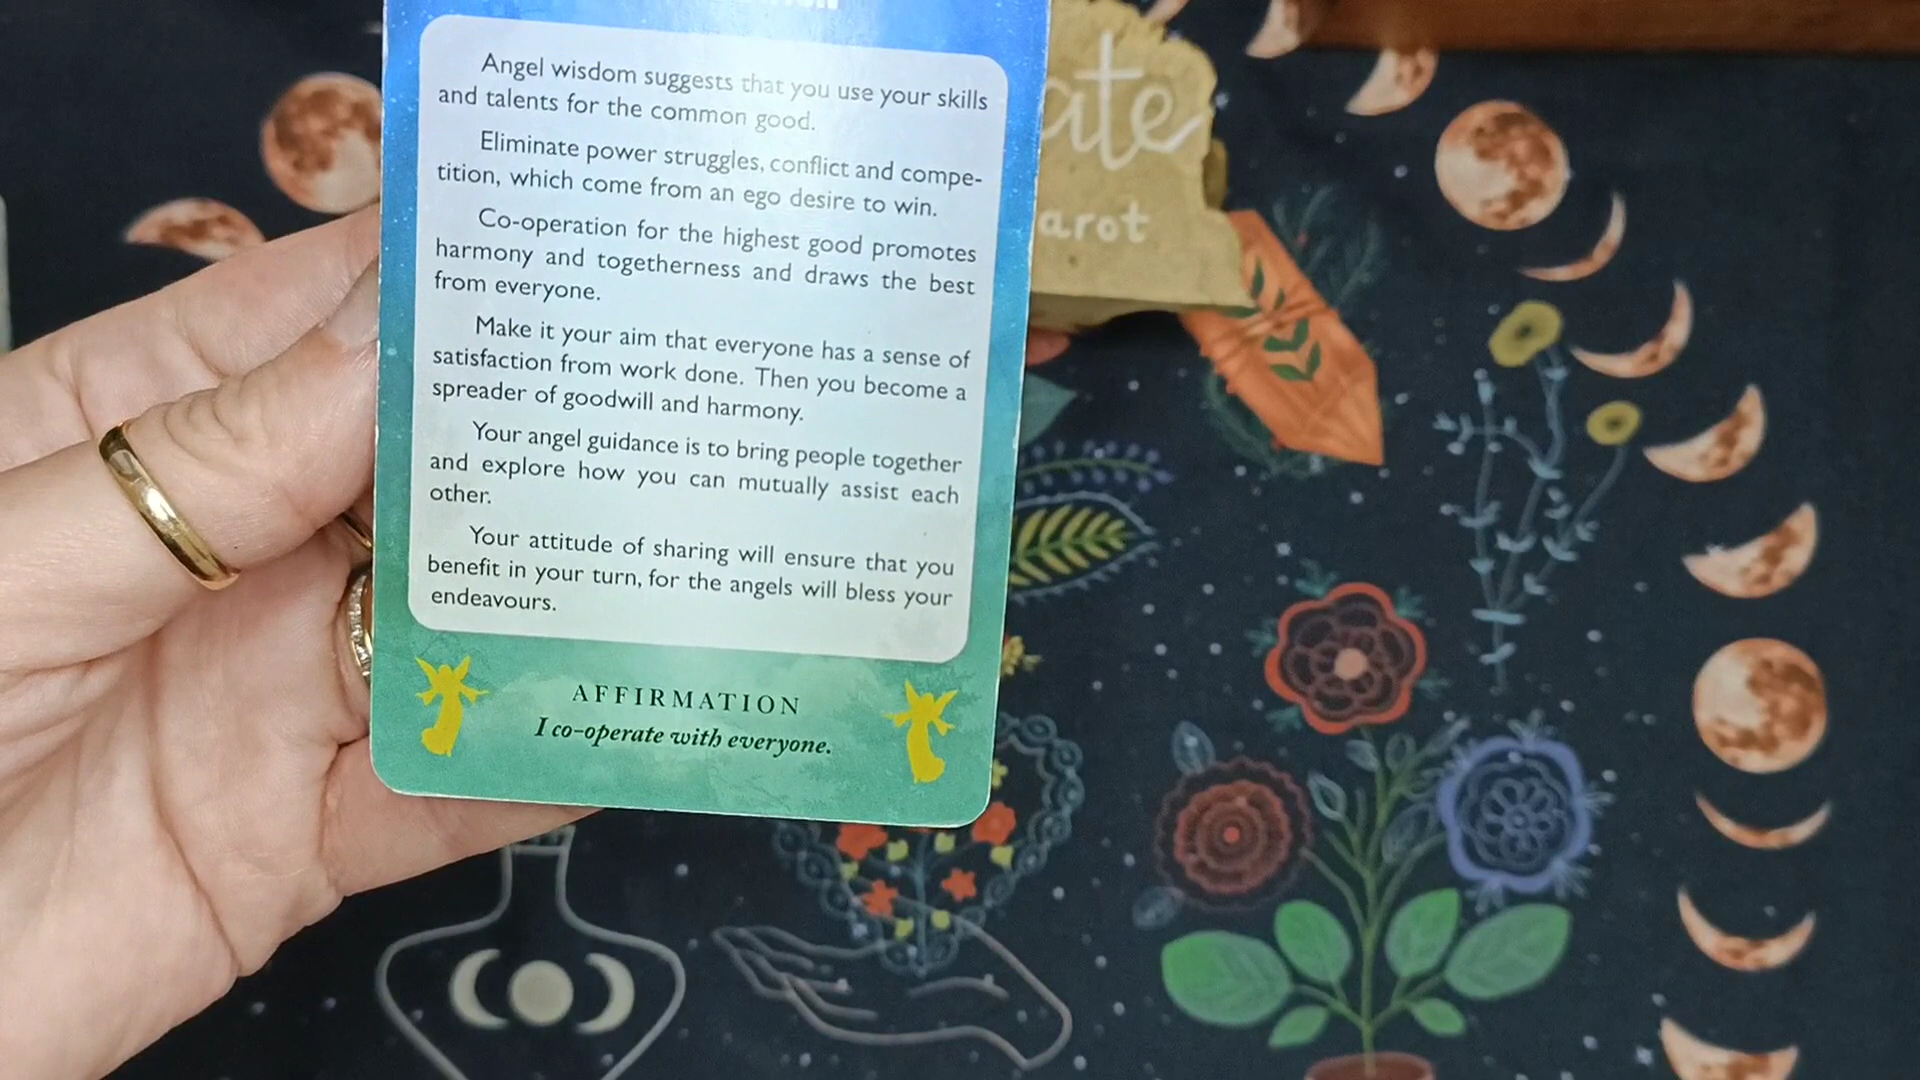 Angel wisdom suggests that you use your skills
and talents for the common good.
Eliminate power struggles, conflict and compe-
tition, which come from an ego desire to win.
Co-operation for the highest good promotes
harmony and togetherness and draws the best
from everyone.
Make it your aim that everyone has a sense of
satisfaction from work done. Then you become a
spreader of goodwill and harmony.
Your angel guidance is to bring people together
and explore how you can mutually assist each
other.
Your attitude of sharing will ensure that you
benefit in your turn, for the angels will bless your
endeavours.
AFFIRMATION
I co-operate with everyone.
ate
arot